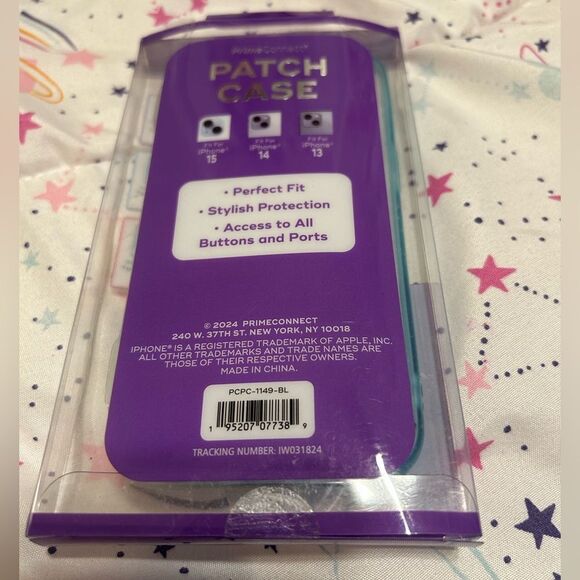 PrimeConnect®
PATCH
CASE
Fit For Fit For Fit For
iPhone® iPhone® iPhone®
15 14 13
• Perfect Fit
• Stylish Protection
• Access to All
Buttons and Ports
© 2024 PRIMECONNECT
240 W. 37TH ST. NEW YORK, NY 10018
IPHONE® IS A REGISTERED TRADEMARK OF APPLE, INC.
ALL OTHER TRADEMARKS AND TRADE NAMES ARE
THOSE OF THEIR RESPECTIVE OWNERS.
MADE IN CHINA.
PCPC-1149-BL
1 95207 07738 9
TRACKING NUMBER: IW031824